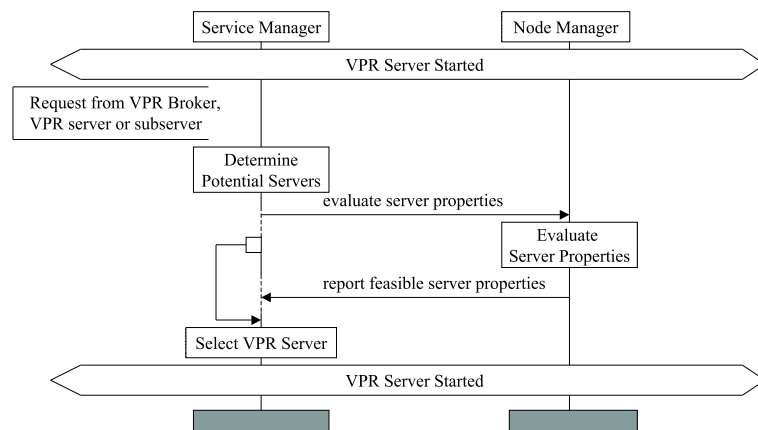 Service Manager
Node Manager
VPR Server Started
Request from VPR Broker,
VPR server or subserver
Determine
Potential Servers
evaluate server properties
Evaluate
Server Properties
report feasible server properties
Select VPR Server
VPR Server Started